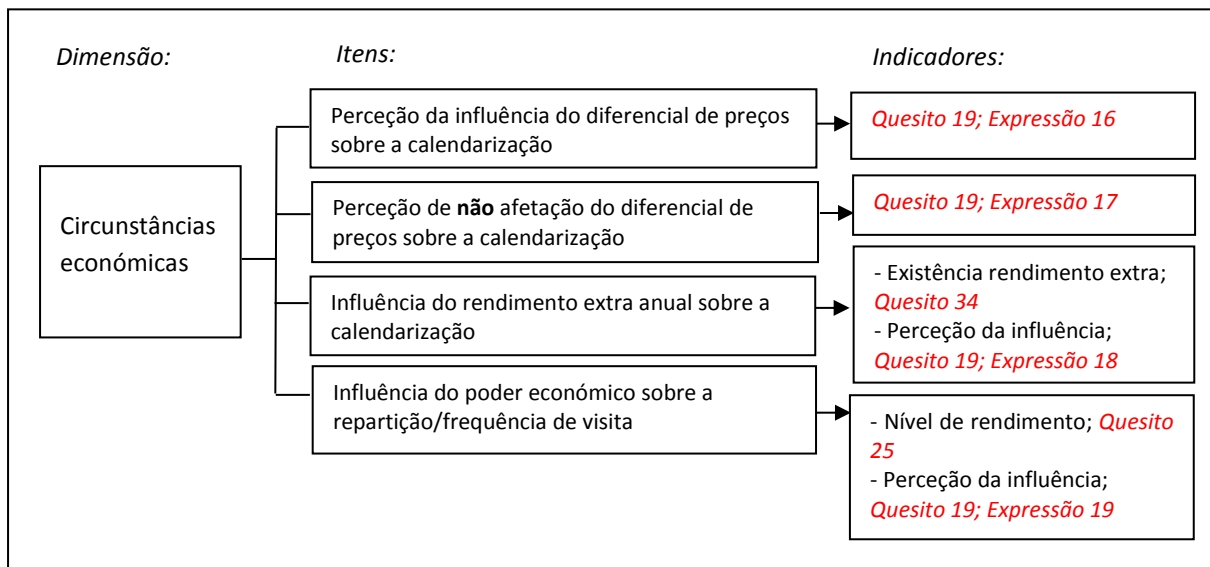 Dimensão:
Itens:
Indicadores:
Circunstâncias
económicas
Perceção da influência do diferencial de preços
sobre a calendarização
Quesito 19; Expressão 16
Perceção de não afetação do diferencial de
preços sobre a calendarização
Quesito 19; Expressão 17
Influência do rendimento extra anual sobre a
calendarização
- Existência rendimento extra;
Quesito 34
- Perceção da influência;
Quesito 19; Expressão 18
Influência do poder económico sobre a
repartição/frequência de visita
- Nível de rendimento; Quesito
25
- Perceção da influência;
Quesito 19; Expressão 19